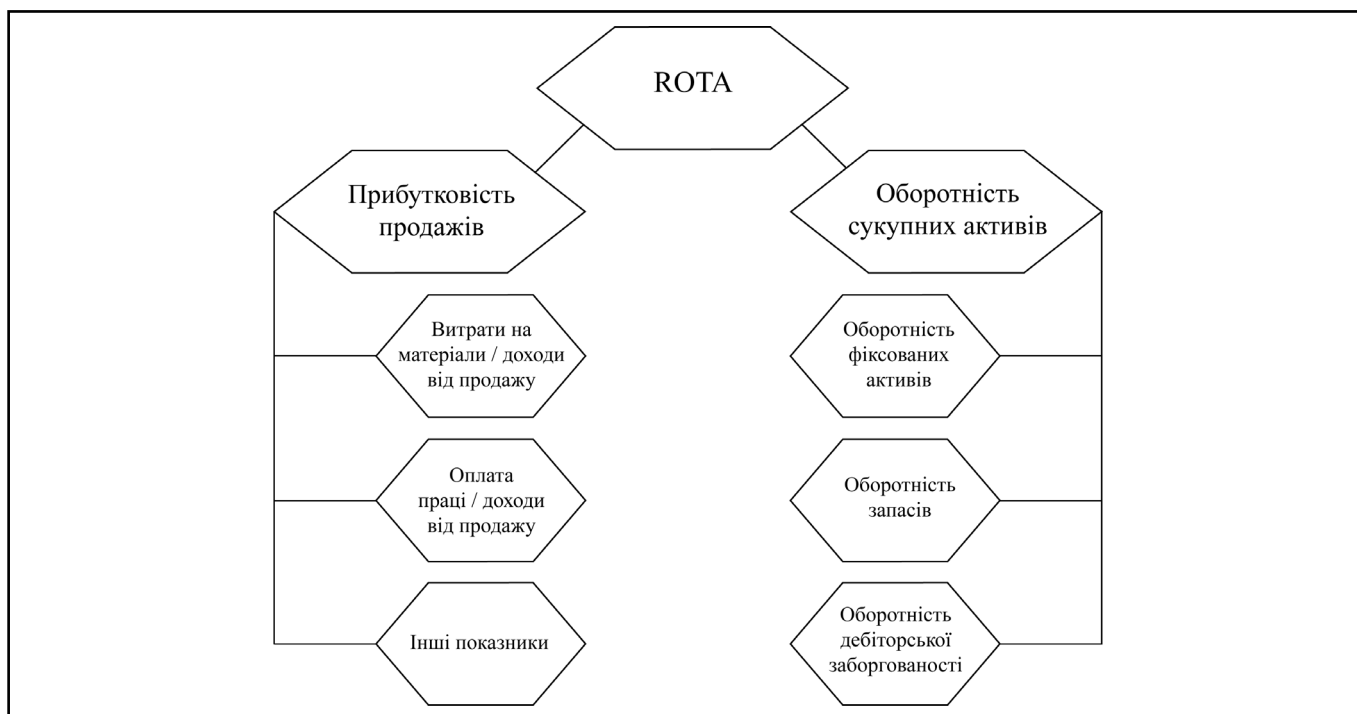 ROTA
Прибутковість
продажів
Оборотність
сукупних активів
Витрати на
матеріали / доходи
від продажу
Оборотність
фіксованих
активів
Оплата
праці / доходи
від продажу
Оборотність
запасів
Інші показники
Оборотність
дебіторської
заборгованості